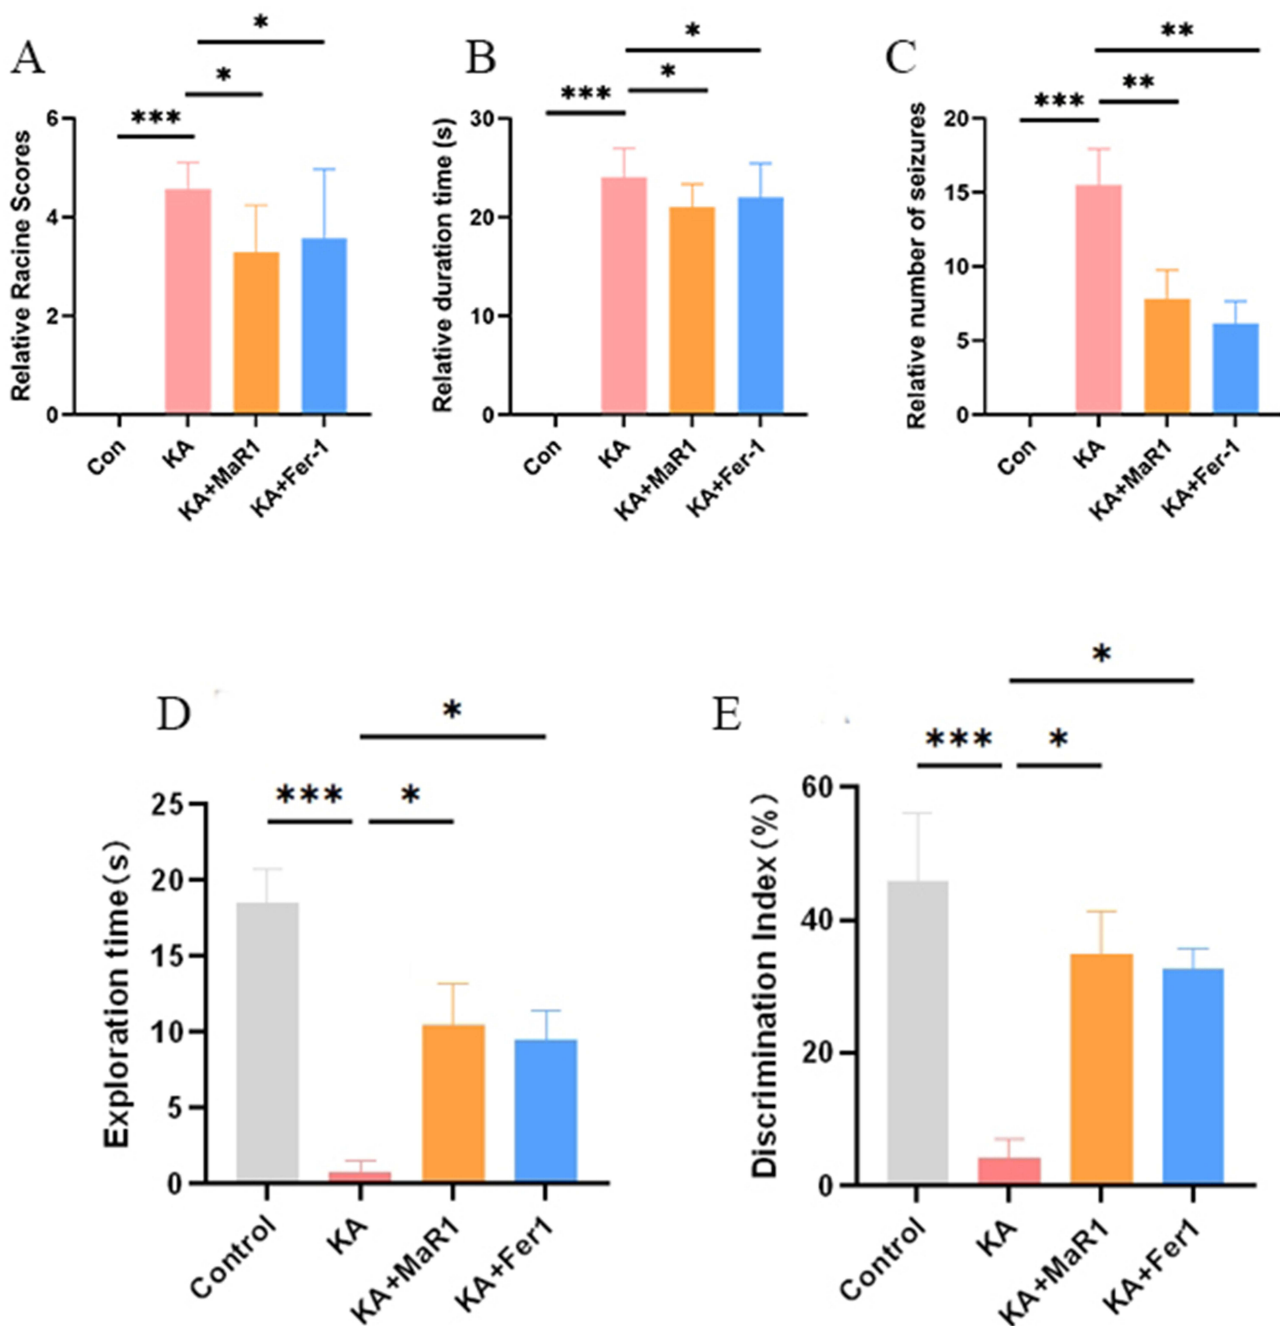 A
*
*
***
Relative Racine Scores
6
4
2
0
Con
KA
KA+MaR1
KA+Fer-1
B
*
*
***
Relative duration time (s)
30
20
10
0
Con
KA
KA+MaR1
KA+Fer-1
C
**
**
***
Relative number of seizures
20
15
10
5
0
Con
KA
KA+MaR1
KA+Fer-1
D
*
***
*
Exploration time(s)
25
20
15
10
5
0
Control
KA
KA+MaR1
KA+Fer1
E
*
***
*
Discrimination Index(%)
60
40
20
0
Control
KA
KA+MaR1
KA+Fer1